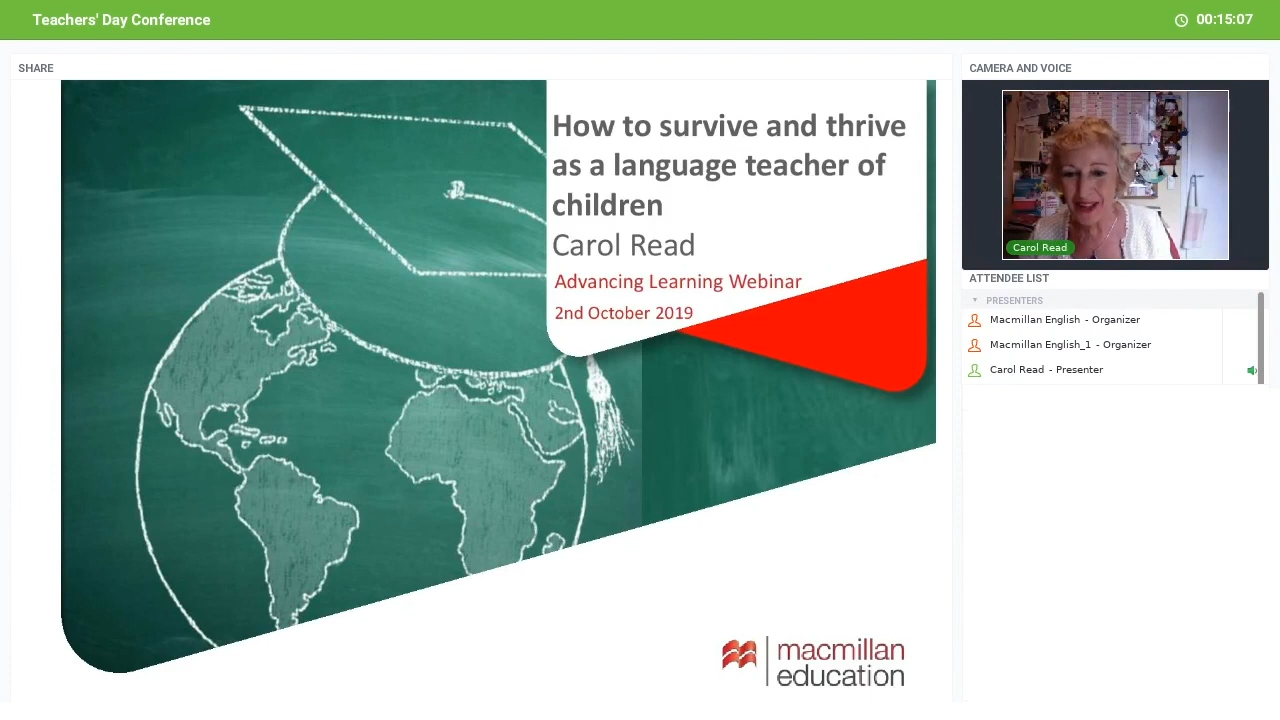 Teachers' Day Conference
00:15:07
SHARE
How to survive and thrive
as a language teacher of
children
Carol Read
Advancing Learning Webinar
2nd October 2019
macmillan
education
CAMERA AND VOICE
Carol Read
ATTENDEE LIST
PRESENTERS
Macmillan English - Organizer
Macmillan English_1 - Organizer
Carol Read - Presenter